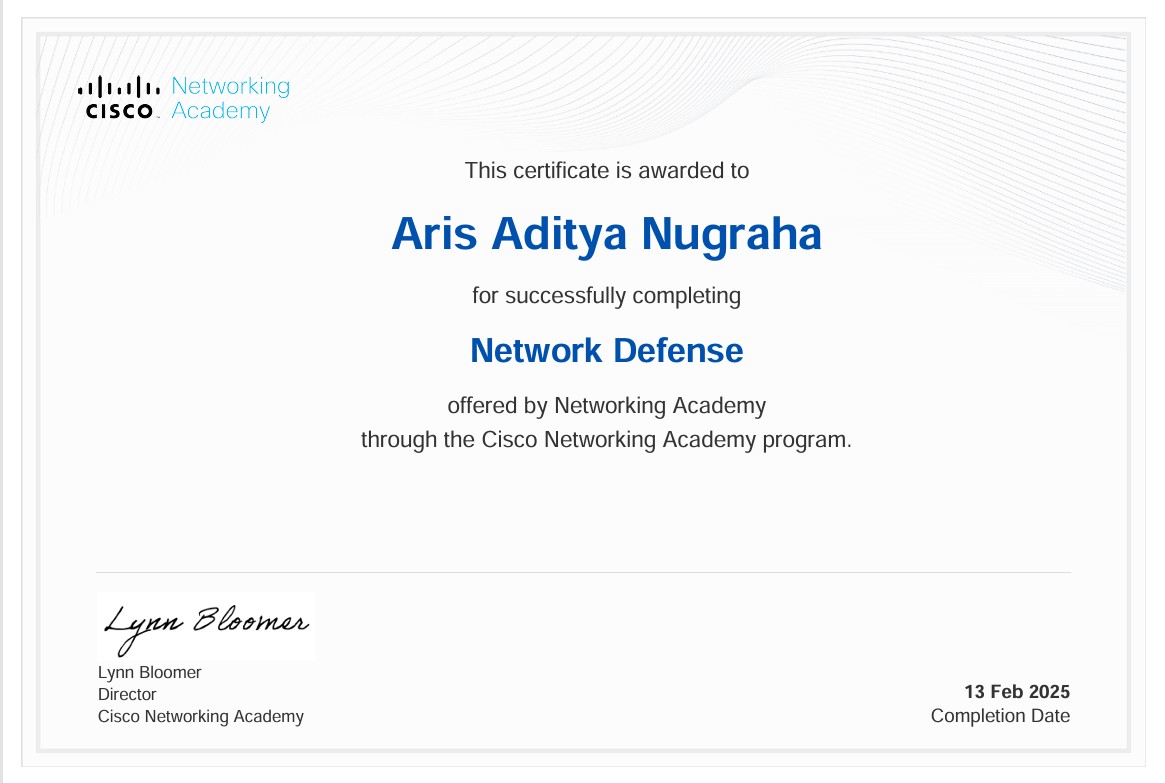 cisco Networking
Academy
This certificate is awarded to
Aris Aditya Nugraha
for successfully completing
Network Defense
offered by Networking Academy
through the Cisco Networking Academy program.
Lynn Bloomer
Lynn Bloomer
Director
Cisco Networking Academy
13 Feb 2025
Completion Date